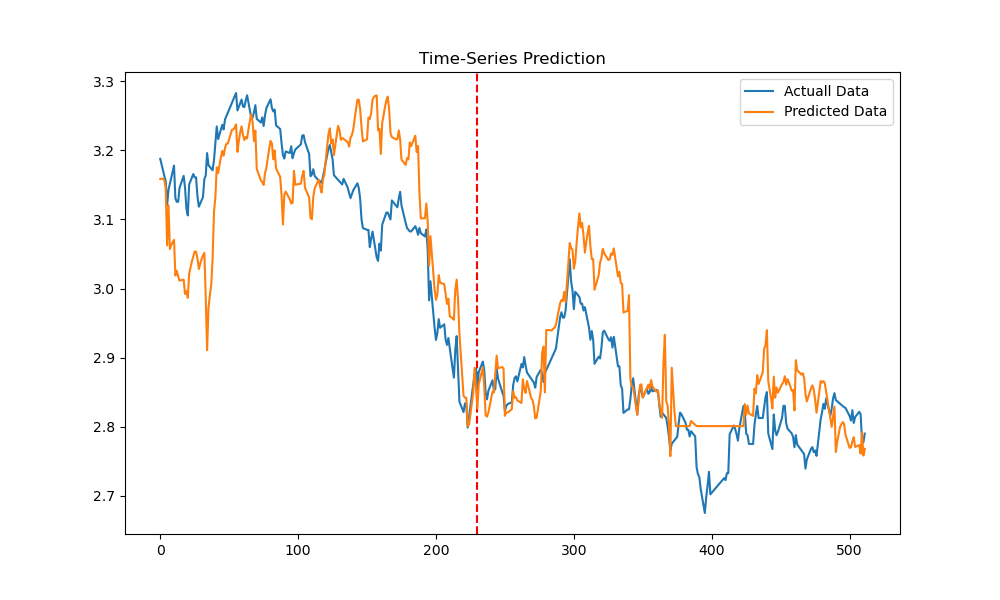 Time-Series Prediction
3.3
3.2
3.1
3.0
2.9
2.8
2.7
0 100 200 300 400 500
Actuall Data
Predicted Data